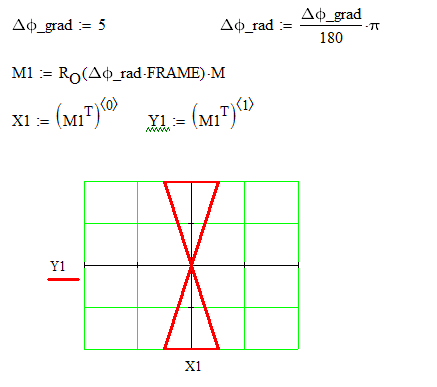 Δϕ_grad := 5 Δϕ_rad := Δϕ_grad/180 · π
M1 := R_O(Δϕ_rad·FRAME)·M
X1 := (M1^T)^⟨0⟩ Y1 := (M1^T)^⟨1⟩
Y1
X1